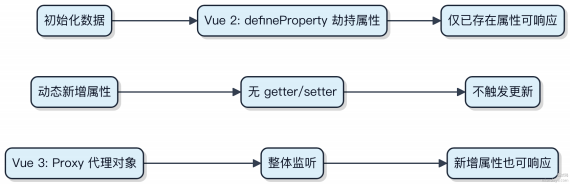 初始化数据
Vue 2: defineProperty 劫持属性
仅已存在属性可响应
动态新增属性
无 getter/setter
不触发更新
Vue 3: Proxy 代理对象
整体监听
新增属性也可响应